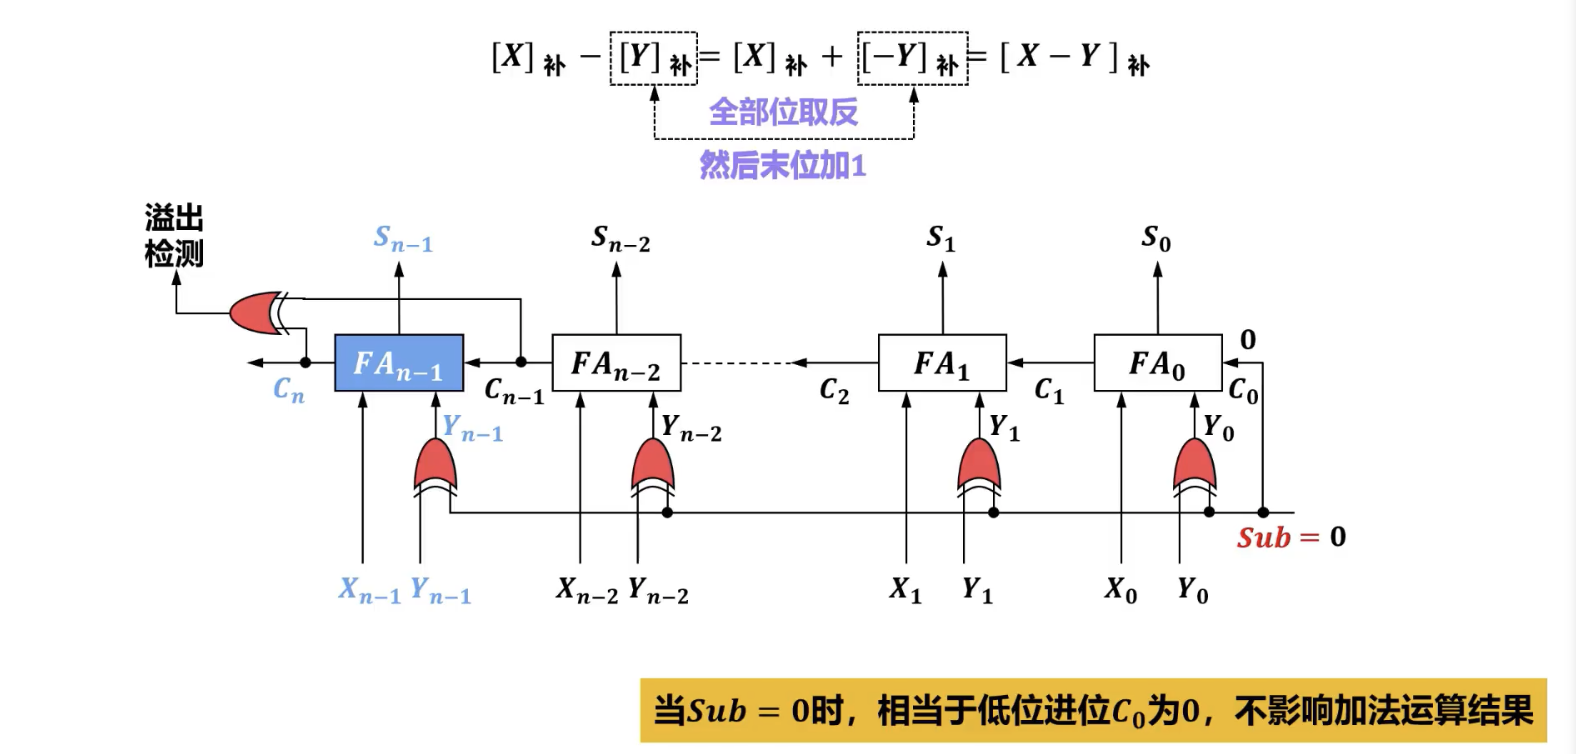 [X]补 − [Y]补 = [X]补 + [−Y]补 = [X − Y]补
全部位取反
然后末位加1
溢出
检测
Sₙ₋₁ Sₙ₋₂ S₁ S₀
0
FAₙ₋₁ FAₙ₋₂ FA₁ FA₀
Cₙ Cₙ₋₁ C₂ C₁ C₀
Yₙ₋₁ Yₙ₋₂ Y₁ Y₀
Sub = 0
Xₙ₋₁ Yₙ₋₁ Xₙ₋₂ Yₙ₋₂ X₁ Y₁ X₀ Y₀
当Sub = 0时，相当于低位进位C₀为0，不影响加法运算结果